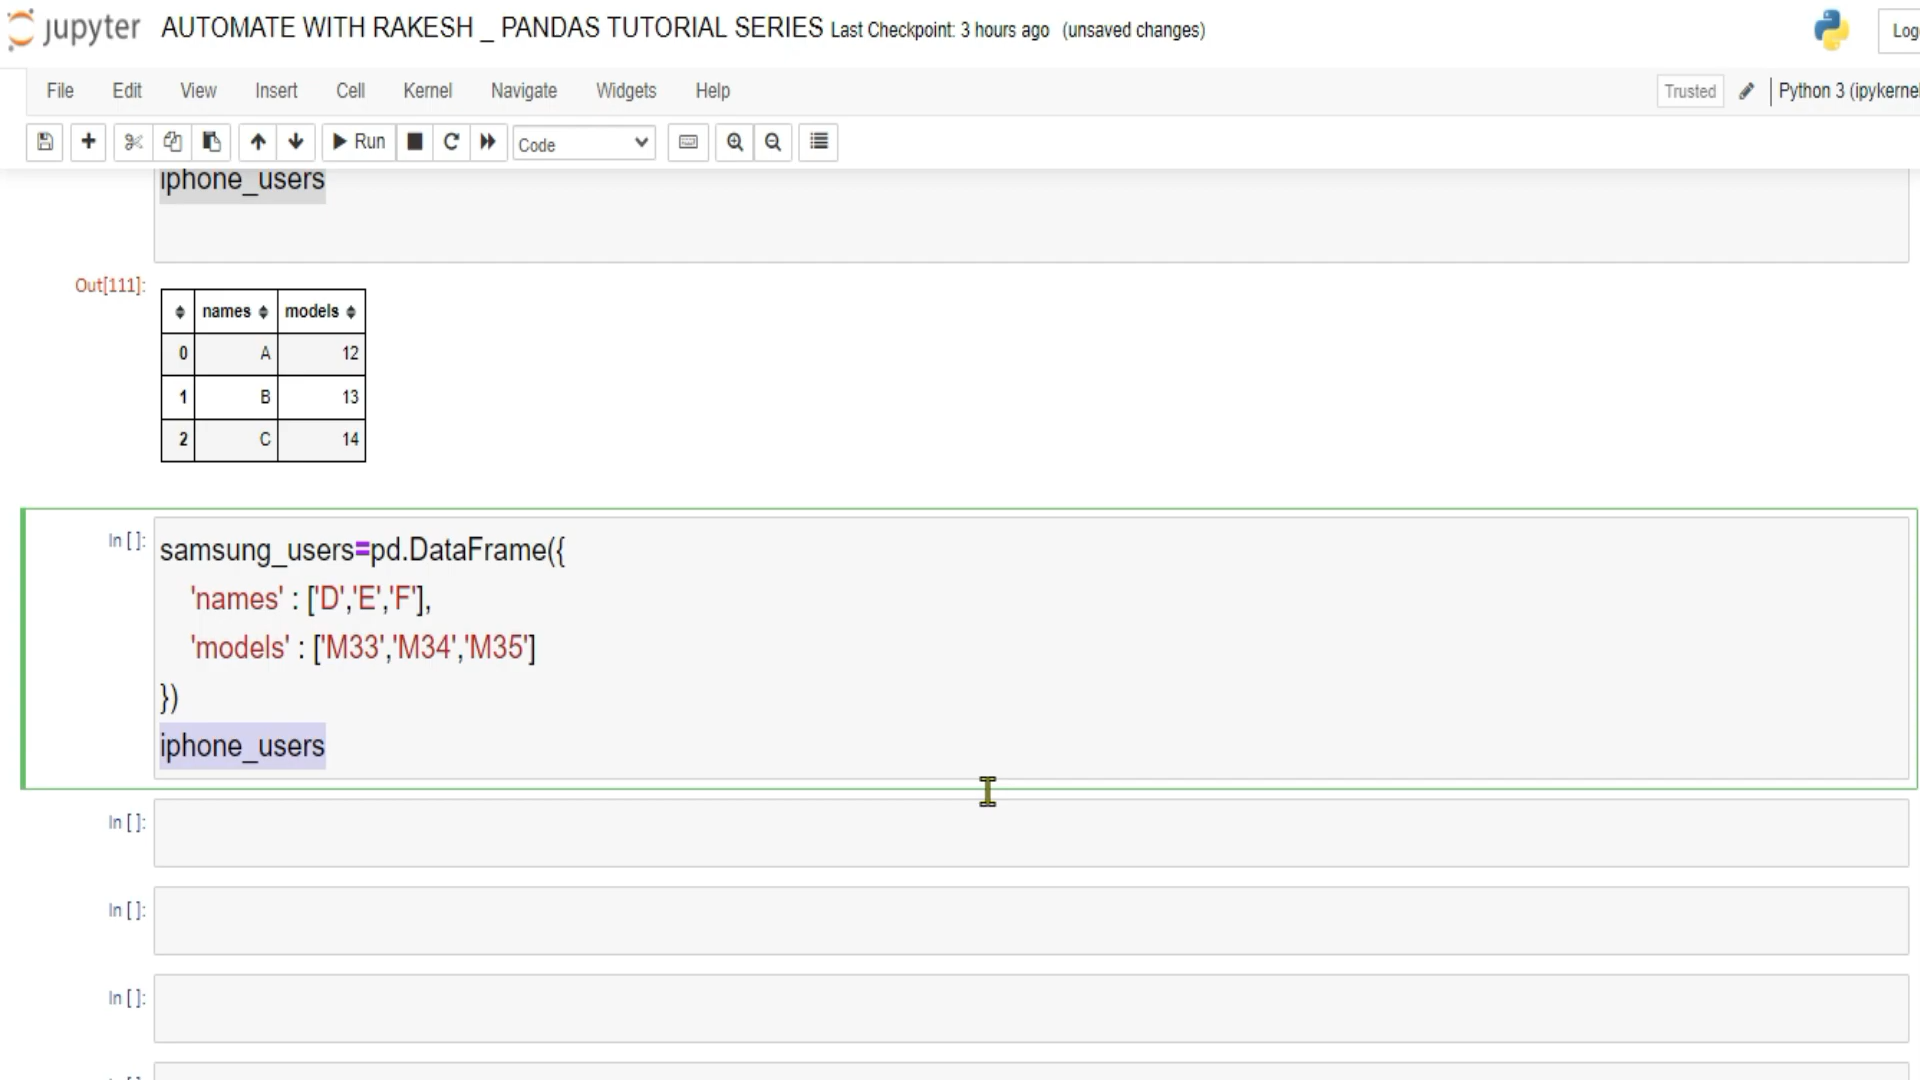 jupyter AUTOMATE WITH RAKESH _ PANDAS TUTORIAL SERIES Last Checkpoint: 3 hours ago (unsaved changes) Log
File Edit View Insert Cell Kernel Navigate Widgets Help Trusted Python 3 (ipykernel
Run Code
iphone_users
Out[111]:
names models
0 A 12
1 B 13
2 C 14
In [ ]: samsung_users=pd.DataFrame({
'names' : ['D','E','F'],
'models' : ['M33','M34','M35']
})
iphone_users
In [ ]:
In [ ]:
In [ ]: